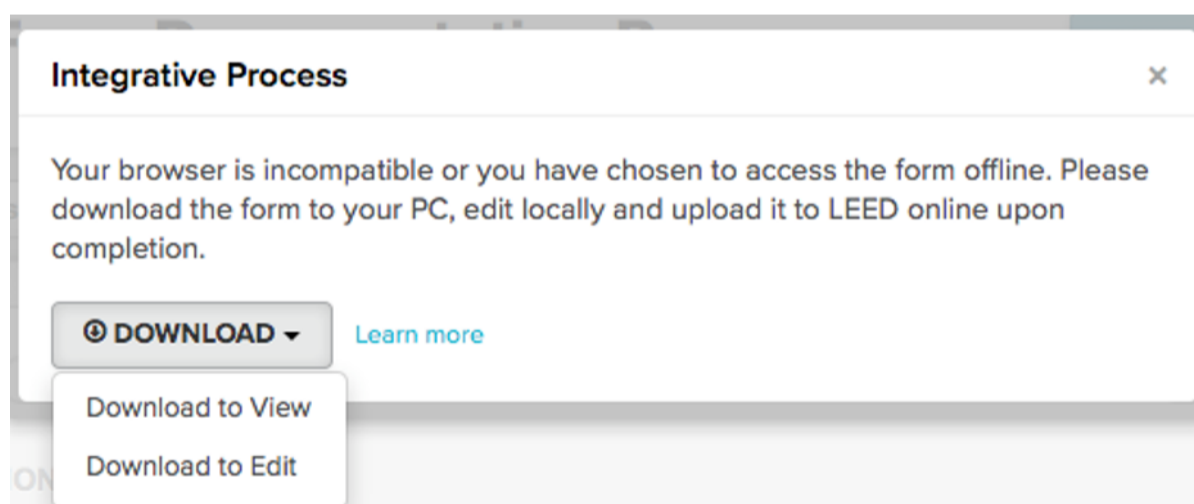 Integrative Process
×
Your browser is incompatible or you have chosen to access the form offline. Please
download the form to your PC, edit locally and upload it to LEED online upon
completion.
DOWNLOAD
Learn more
Download to View
Download to Edit
ON